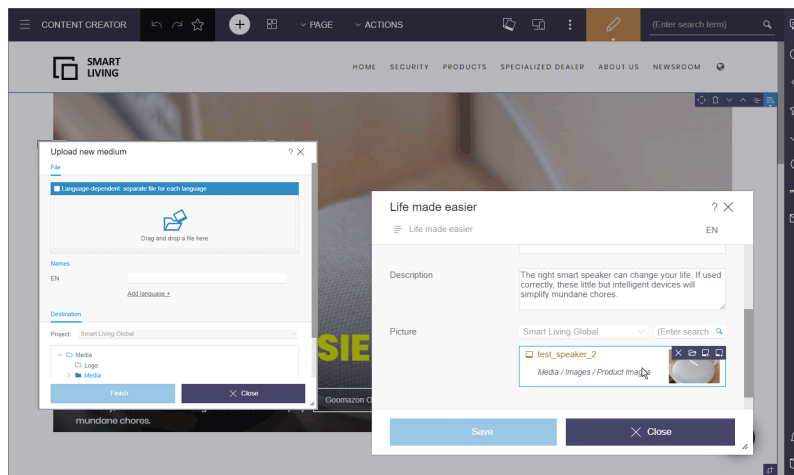 CONTENT CREATOR
PAGE
ACTIONS
(Enter search term)
SMART
LIVING
HOME
SECURITY
PRODUCTS
SPECIALIZED DEALER
ABOUT US
NEWSROOM
Upload new medium
?
File
Language-dependent: separate file for each language
Drag and drop a file here
Names
EN
Add language +
Destination
Project:
Smart Living Global
Media
Logo
Media
Finish
Close
SIE
Goomazon
mundane chores.
Life made easier
?
Life made easier
EN
Description
The right smart speaker can change your life. If used
correctly, these little but intelligent devices will
simplify mundane chores.
Picture
Smart Living Global
(Enter search
test_speaker_2
Media / Images / Product Images
Save
Close